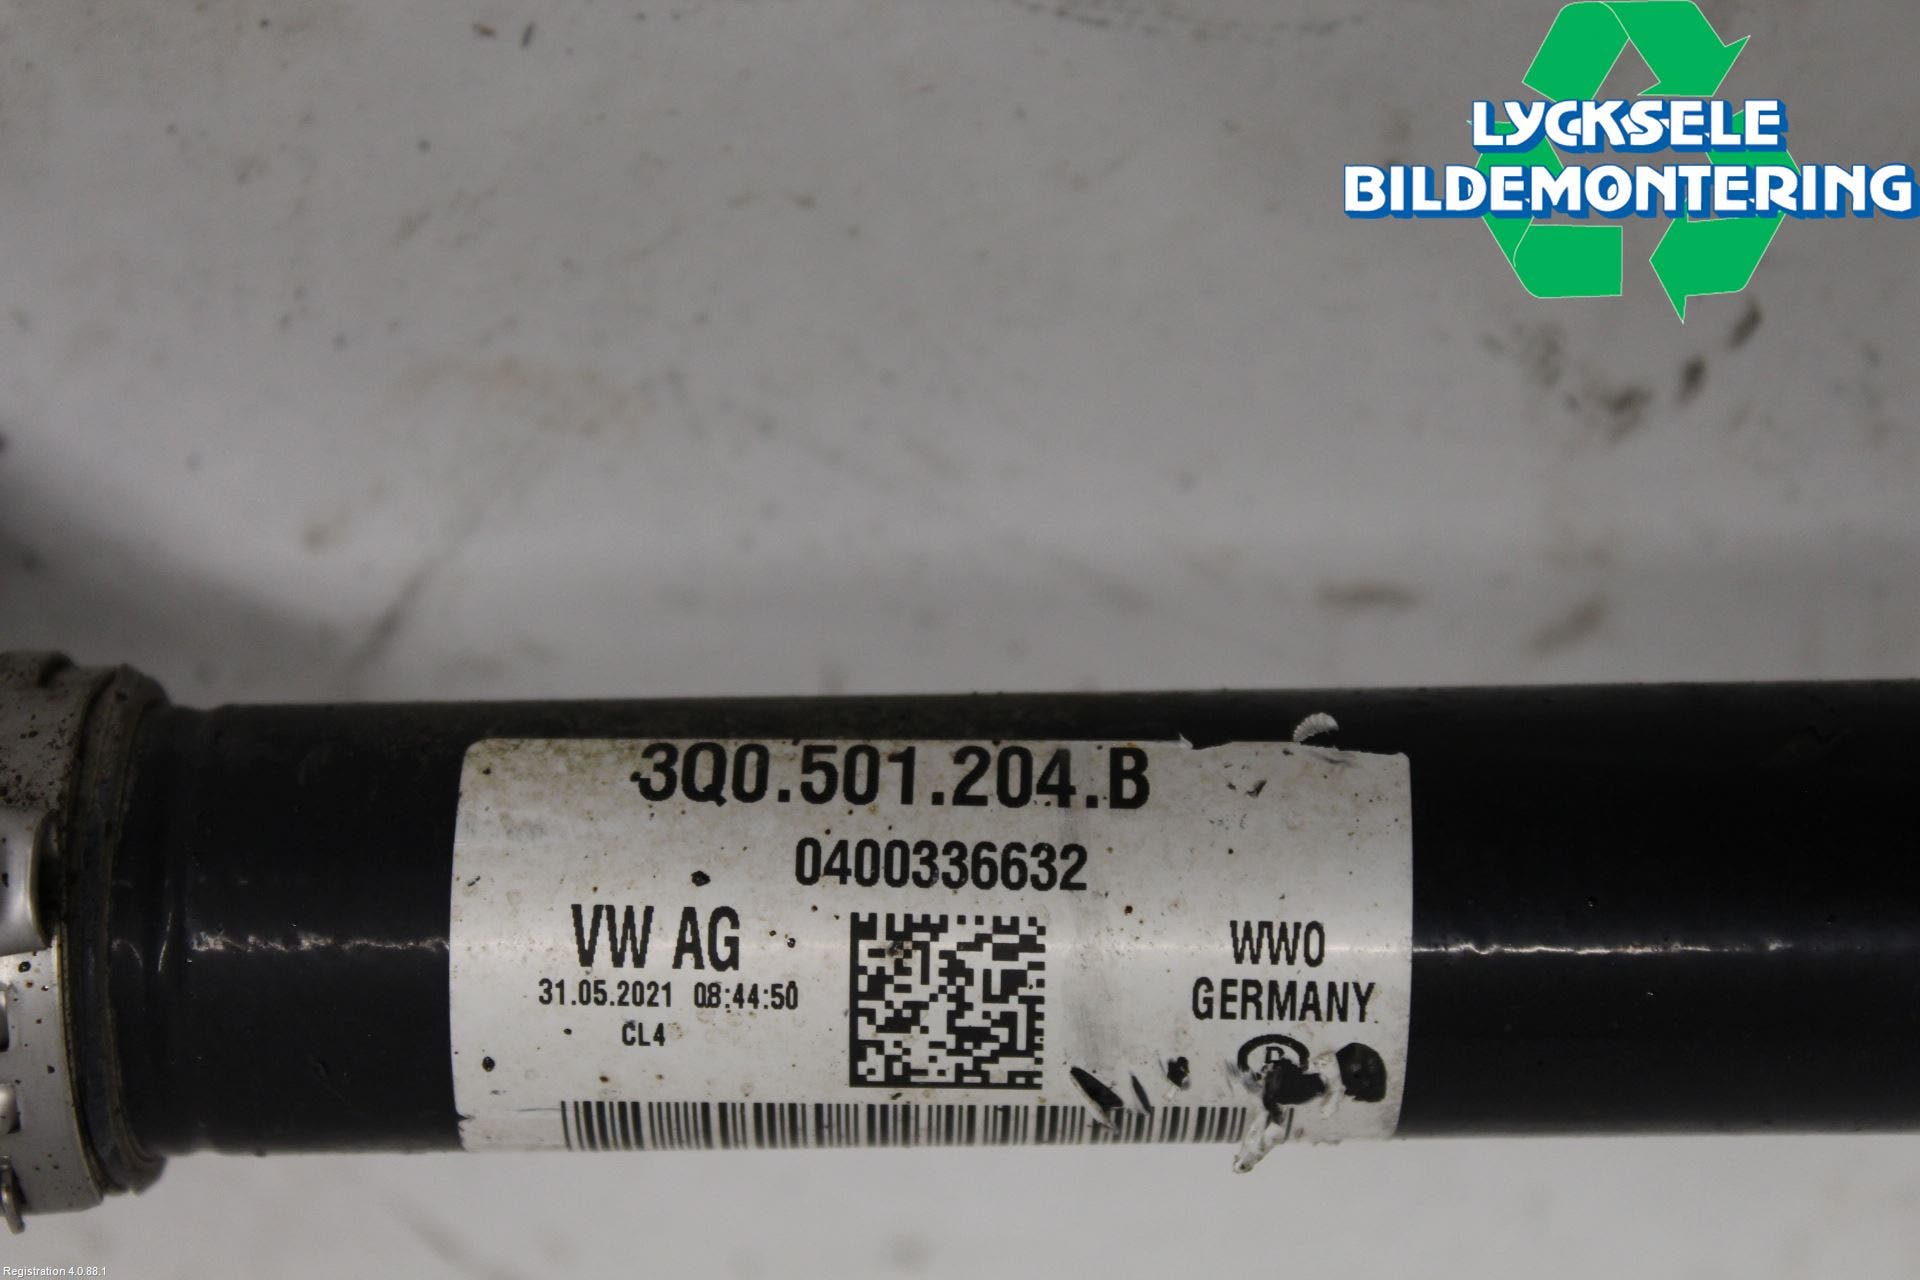 LYCKSELE
BILDEMONTERING
3Q0.501.204.B
0400336632
VW AG
31.05.2021 08:44:50
CL4
WWO
GERMANY
Registration 4.0.88.1